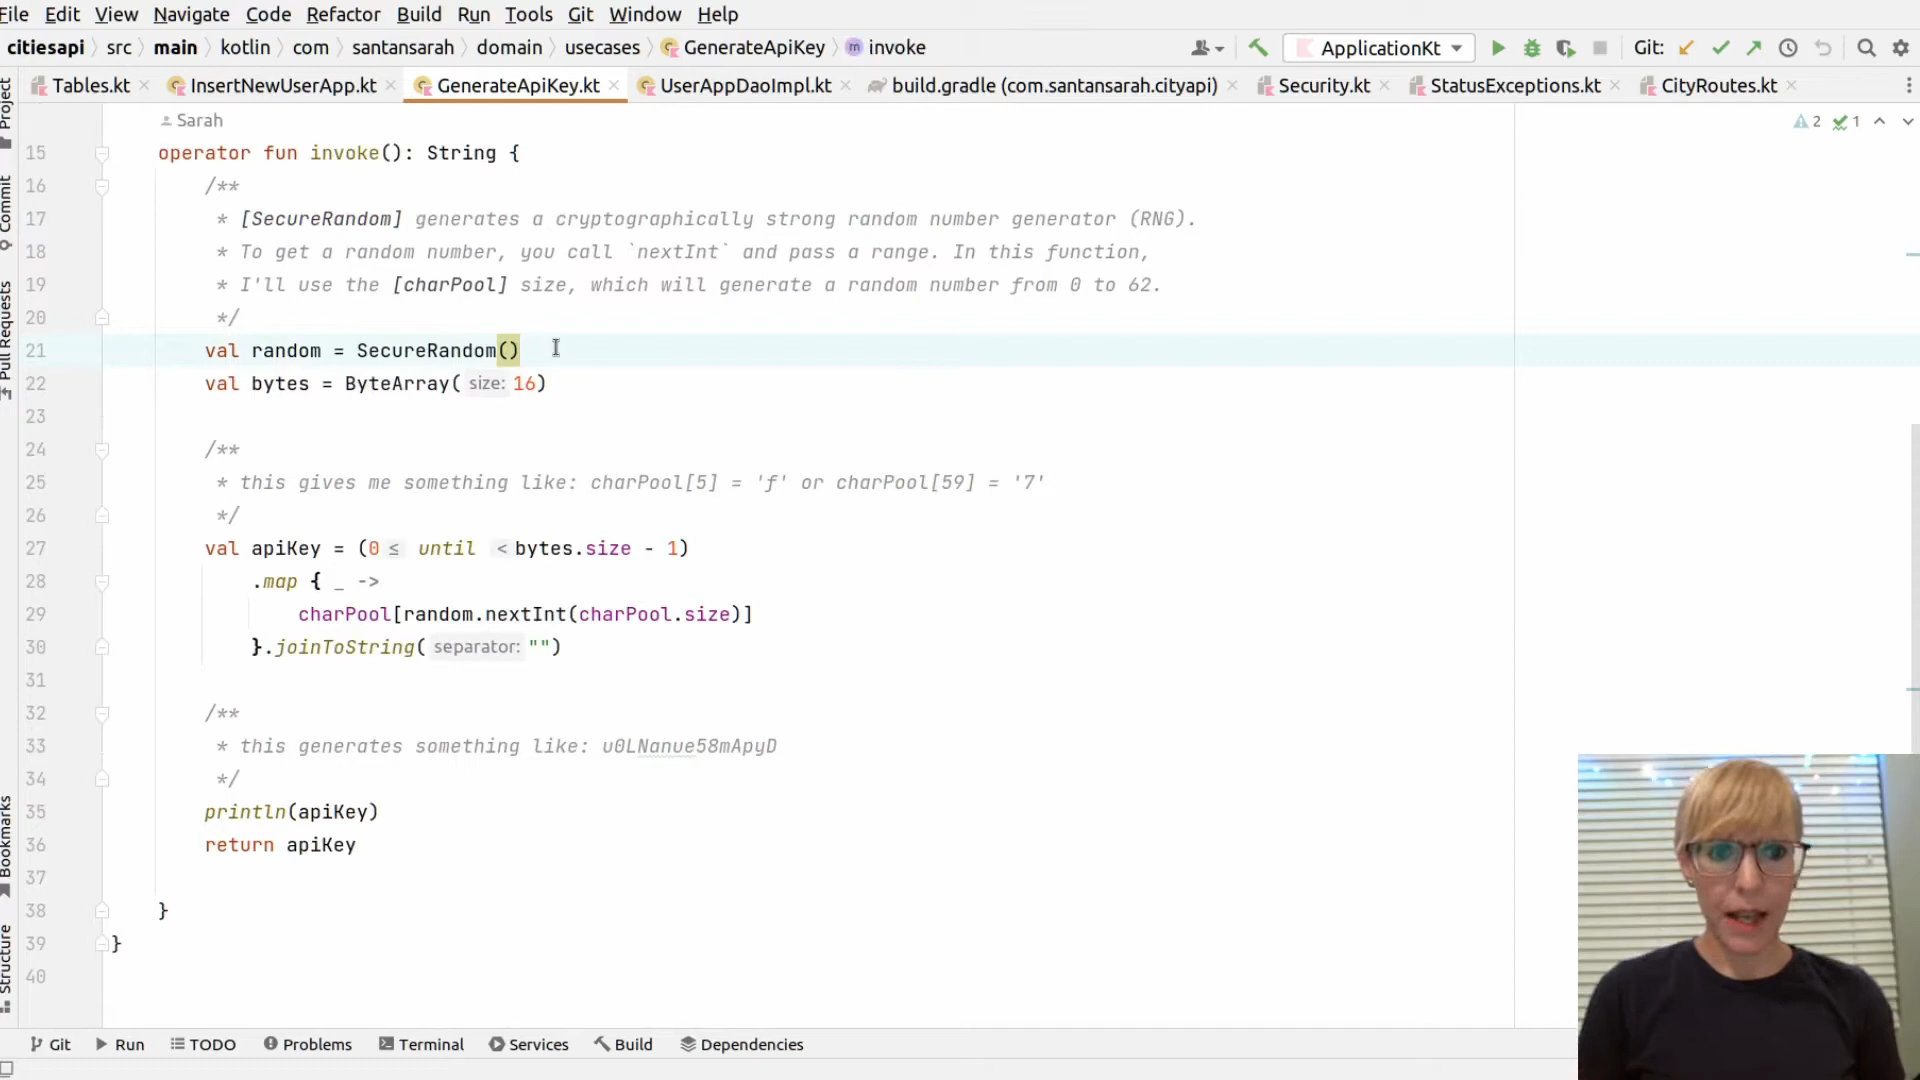 File Edit View Navigate Code Refactor Build Run Tools Git Window Help
citiesapi src main kotlin com santansarah domain usecases GenerateApiKey invoke ApplicationKt Git:
Tables.kt InsertNewUserApp.kt GenerateApiKey.kt UserAppDaoImpl.kt build.gradle (com.santansarah.cityapi) Security.kt StatusExceptions.kt CityRoutes.kt
Project
Commit
Pull Requests
Bookmarks
Structure
Sarah 2 1
15 operator fun invoke(): String {
16 /**
17 * [SecureRandom] generates a cryptographically strong random number generator (RNG).
18 * To get a random number, you call `nextInt` and pass a range. In this function,
19 * I'll use the [charPool] size, which will generate a random number from 0 to 62.
20 */
21 val random = SecureRandom()
22 val bytes = ByteArray( size: 16)
23
24 /**
25 * this gives me something like: charPool[5] = 'f' or charPool[59] = '7'
26 */
27 val apiKey = (0 ≤ until < bytes.size - 1)
28 .map { _ ->
29 charPool[random.nextInt(charPool.size)]
30 }.joinToString( separator: "")
31
32 /**
33 * this generates something like: u0LNanue58mApyD
34 */
35 println(apiKey)
36 return apiKey
37
38 }
39 }
40
Git Run TODO Problems Terminal Services Build Dependencies